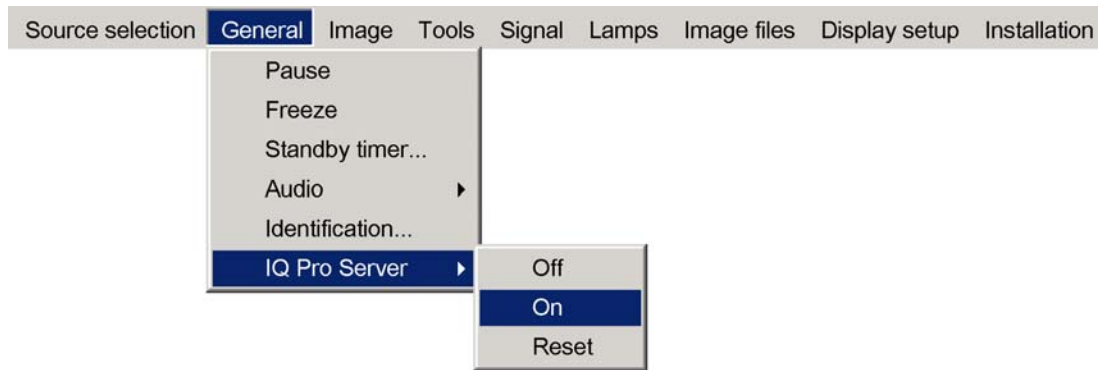 Source selection General Image Tools Signal Lamps Image files Display setup Installation
Pause
Freeze
Standby timer...
Audio
Identification...
IQ Pro Server
Off
On
Reset